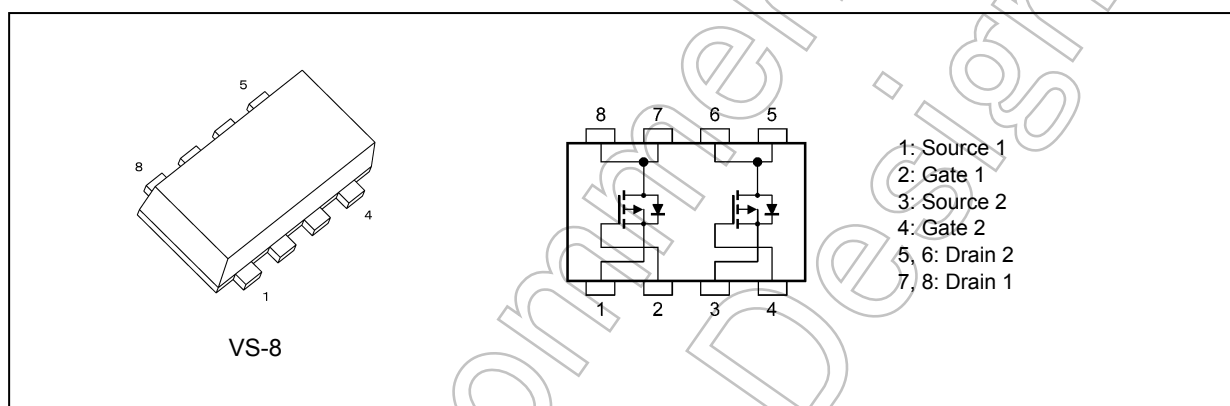 5
8
4
1
VS-8
8 7 6 5
1 2 3 4
1: Source 1
2: Gate 1
3: Source 2
4: Gate 2
5, 6: Drain 2
7, 8: Drain 1